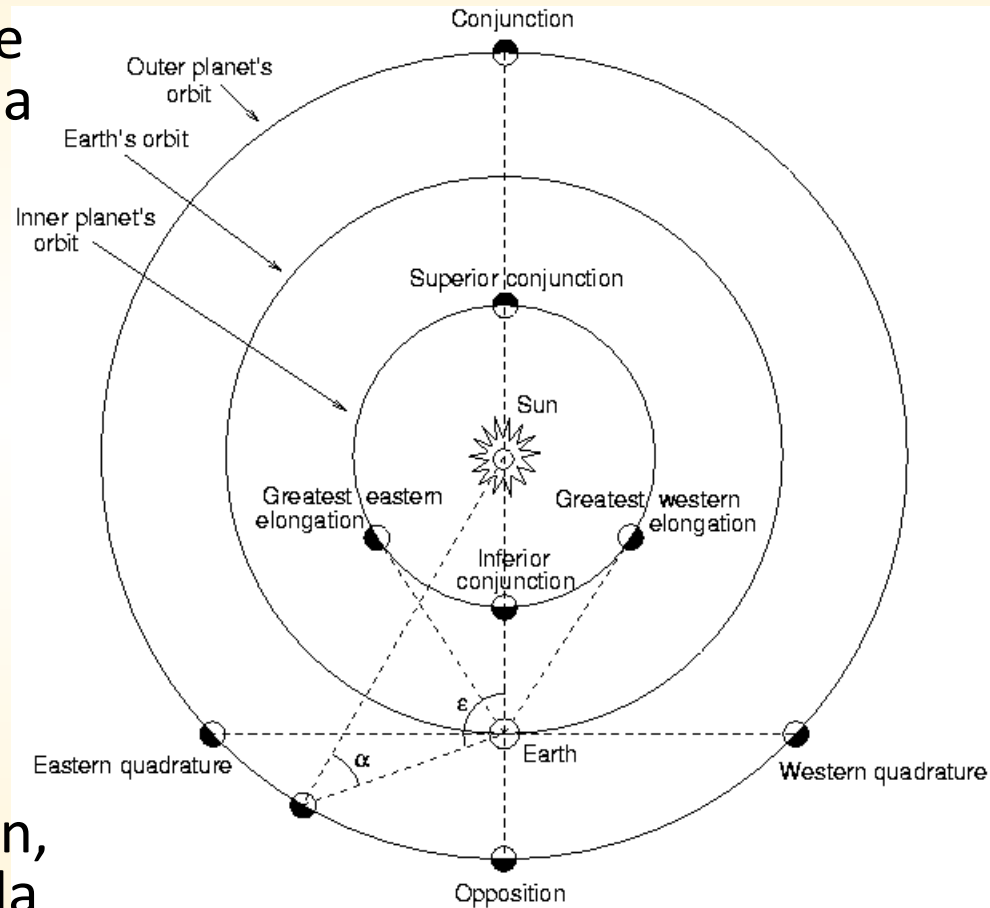 e
a
Conjunction
Outer planet's
orbit
Earth's orbit
Inner planet's
orbit
Superior conjunction
Sun
Greatest eastern
elongation
Greatest western
elongation
Inferior
conjunction
ε
α
Earth
Eastern quadrature
Western quadrature
n,
la
Opposition